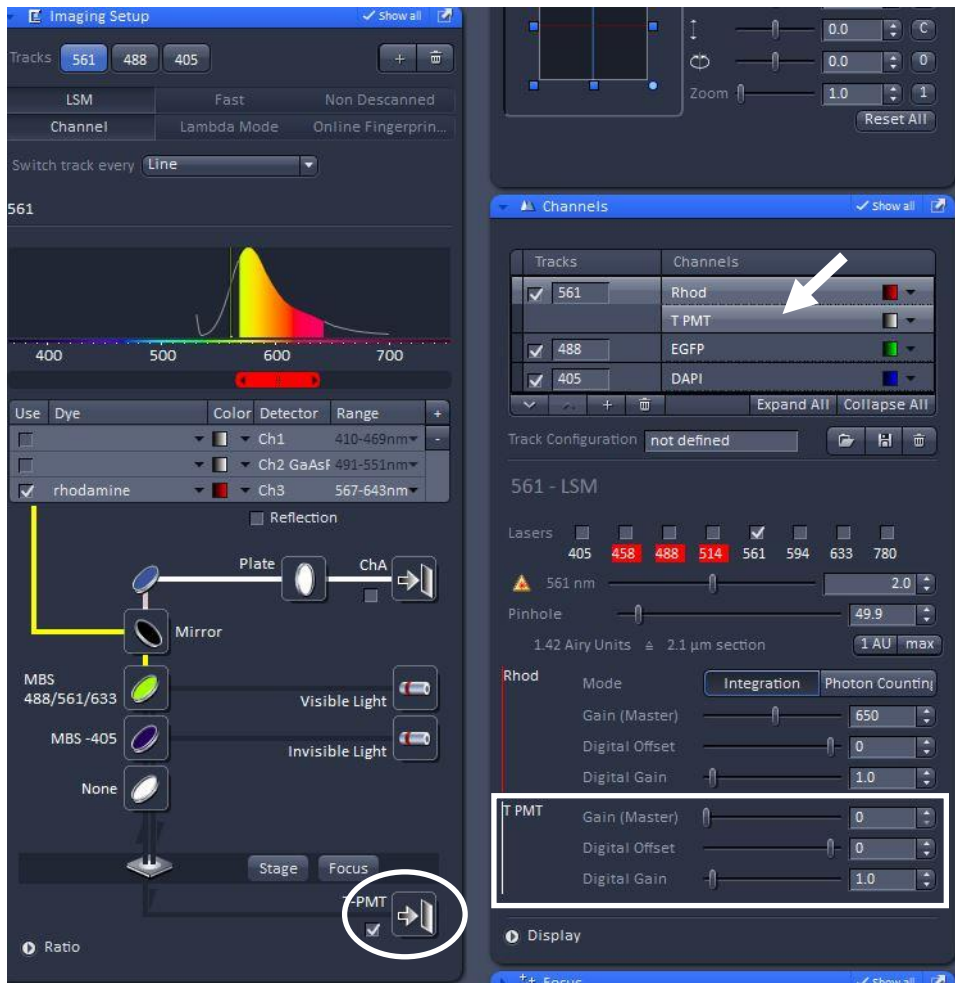 Imaging Setup
Show all
Tracks 561 488 405 +
LSM Fast Non Descanned
Channel Lambda Mode Online Fingerprin...
Switch track every Line
561
400 500 600 700
Use Dye Color Detector Range +
Ch1 410-469nm -
Ch2 GaAsP 491-551nm
rhodamine Ch3 567-643nm
Reflection
Plate ChA
Mirror
MBS
488/561/633
Visible Light
MBS -405
Invisible Light
None
Stage Focus
T-PMT
Ratio
0.0 C
0.0 0
Zoom 1.0 1
Reset All
Channels Show all
Tracks Channels
561 Rhod
T PMT
488 EGFP
405 DAPI
+ Expand All Collapse All
Track Configuration not defined
561 - LSM
Lasers
405 458 488 514 561 594 633 780
561 nm 2.0
Pinhole 49.9
1.42 Airy Units ≙ 2.1 µm section 1 AU max
Rhod Mode Integration Photon Counting
Gain (Master) 650
Digital Offset 0
Digital Gain 1.0
T PMT Gain (Master) 0
Digital Offset 0
Digital Gain 1.0
Display
Focus Show all